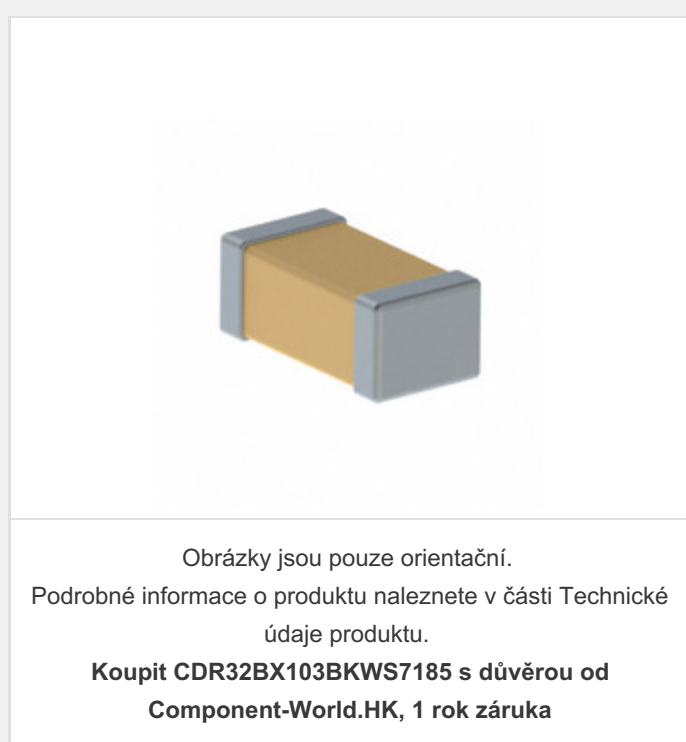 Obrázky jsou pouze orientační.
Podrobné informace o produktu naleznete v části Technické
údaje produktu.
Koupit CDR32BX103BKWS7185 s důvěrou od
Component-World.HK, 1 rok záruka